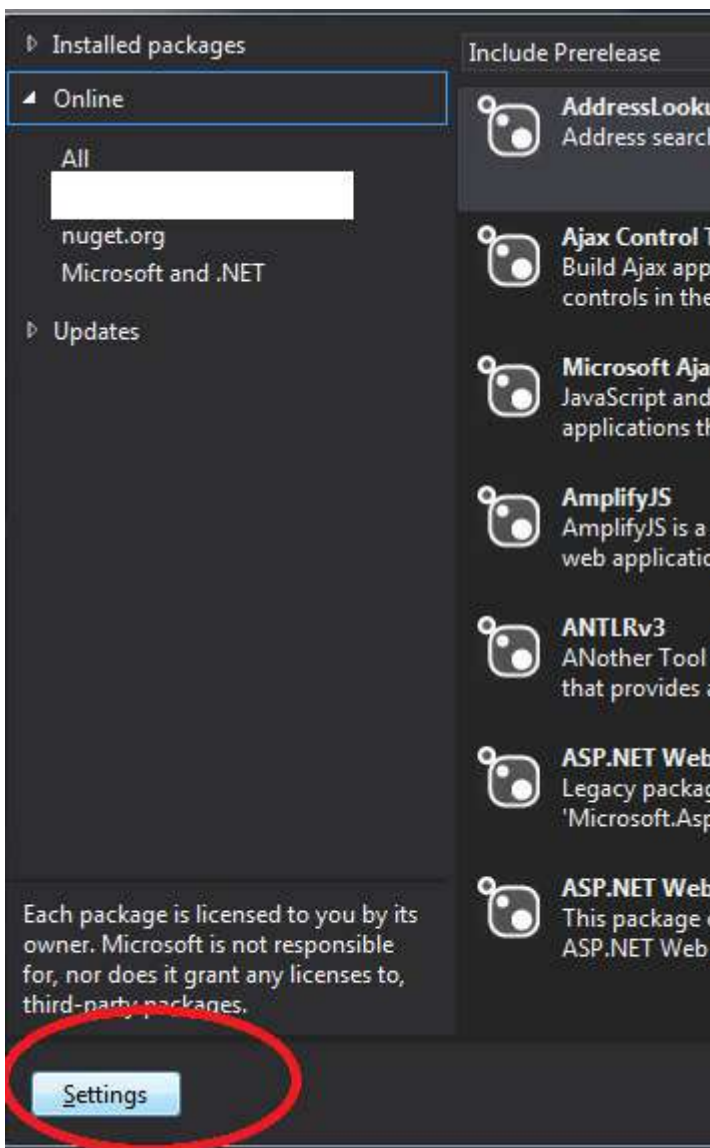 Installed packages
Online
All
nuget.org
Microsoft and .NET
Updates
Each package is licensed to you by its
owner. Microsoft is not responsible
for, nor does it grant any licenses to,
third-party packages.
Settings
Include Prerelease
AddressLooku
Address search
Ajax Control T
Build Ajax app
controls in the
Microsoft Aja
JavaScript and
applications th
AmplifyJS
AmplifyJS is a
web applicatio
ANTLRv3
ANother Tool
that provides a
ASP.NET Web
Legacy packag
'Microsoft.Asp
ASP.NET Web
This package
ASP.NET Web